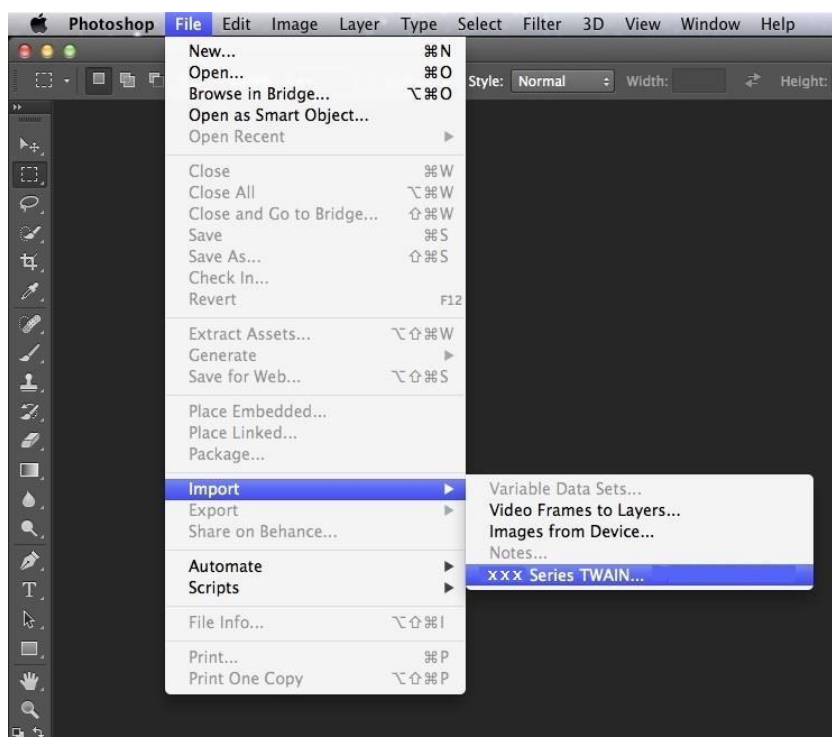 Photoshop File Edit Image Layer Type Select Filter 3D View Window Help
Style: Normal Width: Height:
New... ⌘N
Open... ⌘O
Browse in Bridge... ⌥⌘O
Open as Smart Object...
Open Recent
Close ⌘W
Close All ⌥⌘W
Close and Go to Bridge... ⇧⌘W
Save ⌘S
Save As... ⇧⌘S
Check In...
Revert F12
Extract Assets... ⌥⇧⌘W
Generate
Save for Web... ⌥⇧⌘S
Place Embedded...
Place Linked...
Package...
Import
Export
Share on Behance...
Automate
Scripts
File Info... ⌥⇧⌘I
Print... ⌘P
Print One Copy ⌥⇧⌘P
Variable Data Sets...
Video Frames to Layers...
Images from Device...
Notes...
xxx Series TWAIN...